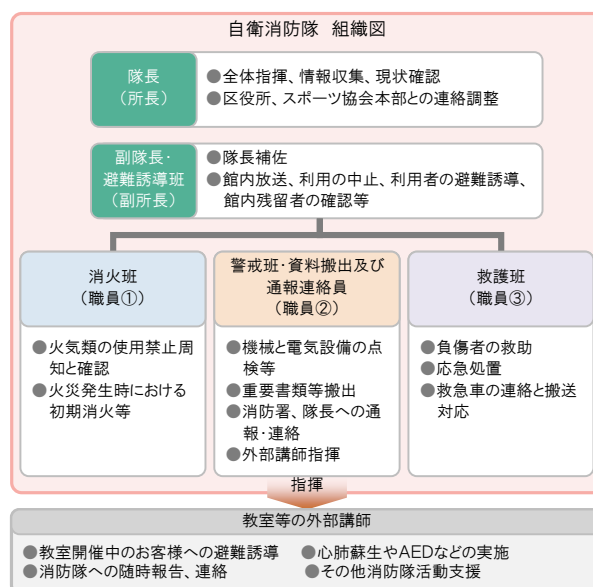 自衛消防隊 組織図
隊長
（所長）
●全体指揮、情報収集、現状確認
●区役所、スポーツ協会本部との連絡調整
副隊長・
避難誘導班
（副所長）
●隊長補佐
●館内放送、利用の中止、利用者の避難誘導、
館内残留者の確認等
消火班
（職員①）
●火気類の使用禁止周
知と確認
●火災発生時における
初期消火等
警戒班・資料搬出及び
通報連絡員
（職員②）
●機械と電気設備の点
検等
●重要書類等搬出
●消防署、隊長への通
報・連絡
●外部講師指揮
救護班
（職員③）
●負傷者の救助
●応急処置
●救急車の連絡と搬送
対応
指揮
教室等の外部講師
●教室開催中のお客様への避難誘導
●消防隊への随時報告、連絡
●心肺蘇生やAEDなどの実施
●その他消防隊活動支援